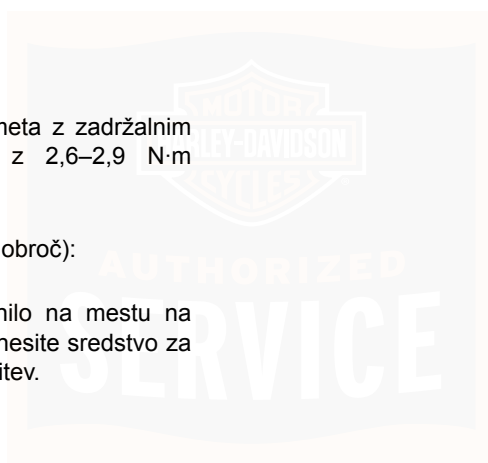 neta z zadržalnim
z 2,6–2,9 N·m
obroč):
nilo na mestu na
nesite sredstvo za
itev.
MOTOR
HARLEY-DAVIDSON
CYCLES
AUTHORIZED
SERVICE